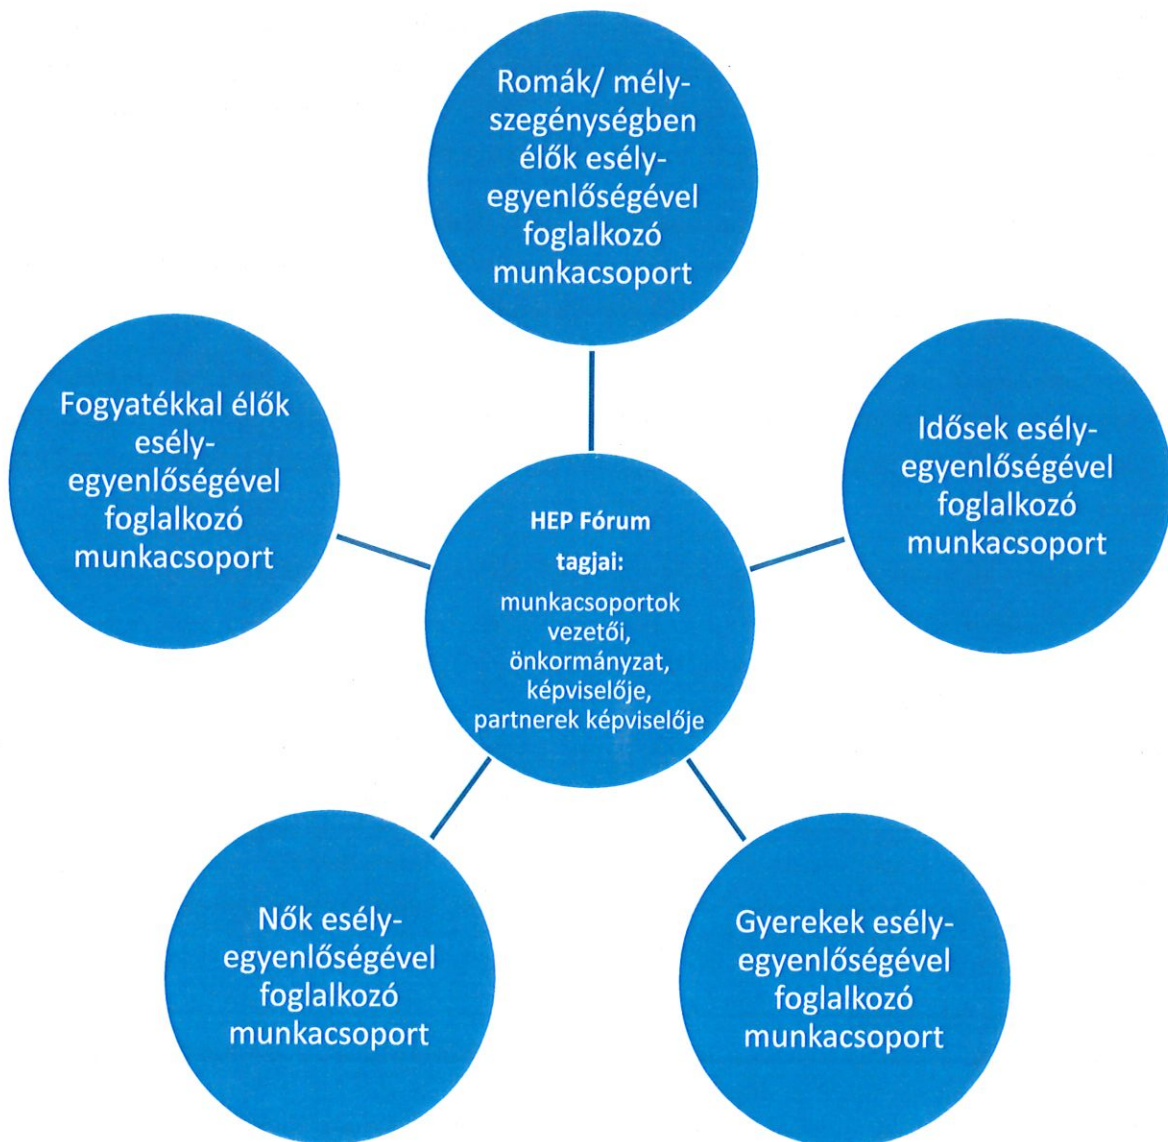 Romák/ mély-
szegénységben
élők esély-
egyenlőségével
foglalkozó
munkacsoport
Fogyatékkal élők
esély-
egyenlőségével
foglalkozó
munkacsoport
Idősek esély-
egyenlőségével
foglalkozó
munkacsoport
HEP Fórum
tagjai:
munkacsoportok
vezetői,
önkormányzat,
képviselője,
partnerek képviselője
Nők esély-
egyenlőségével
foglalkozó
munkacsoport
Gyerekek esély-
egyenlőségével
foglalkozó
munkacsoport